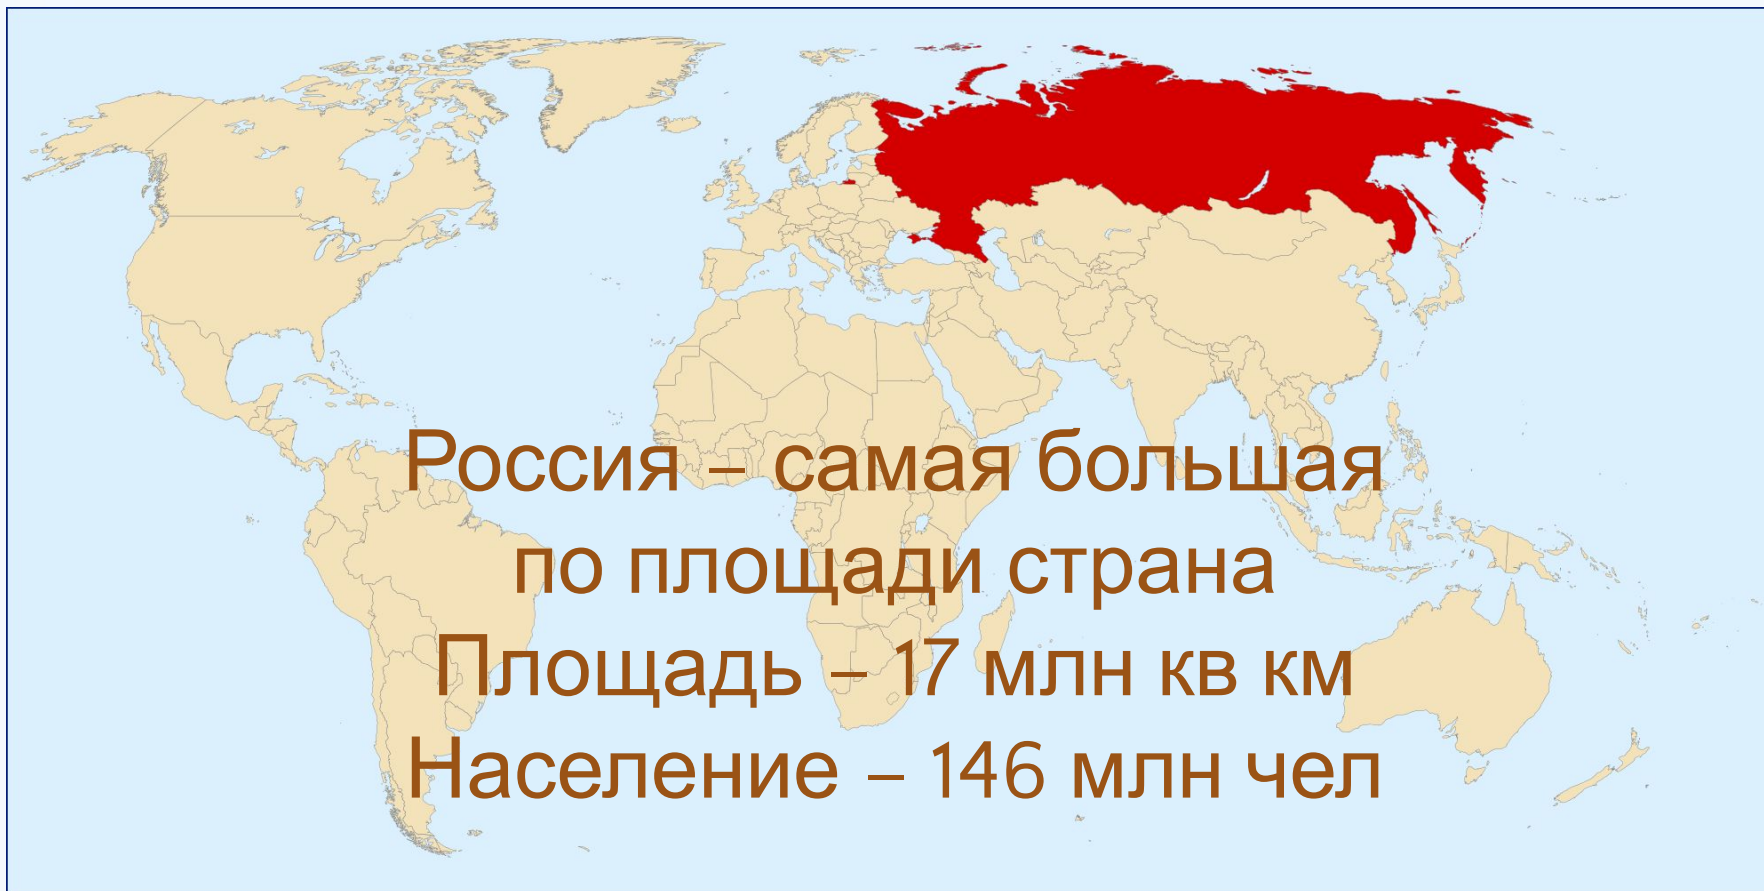 Россия – самая большая
по площади страна
Площадь – 17 млн кв км
Население – 146 млн чел